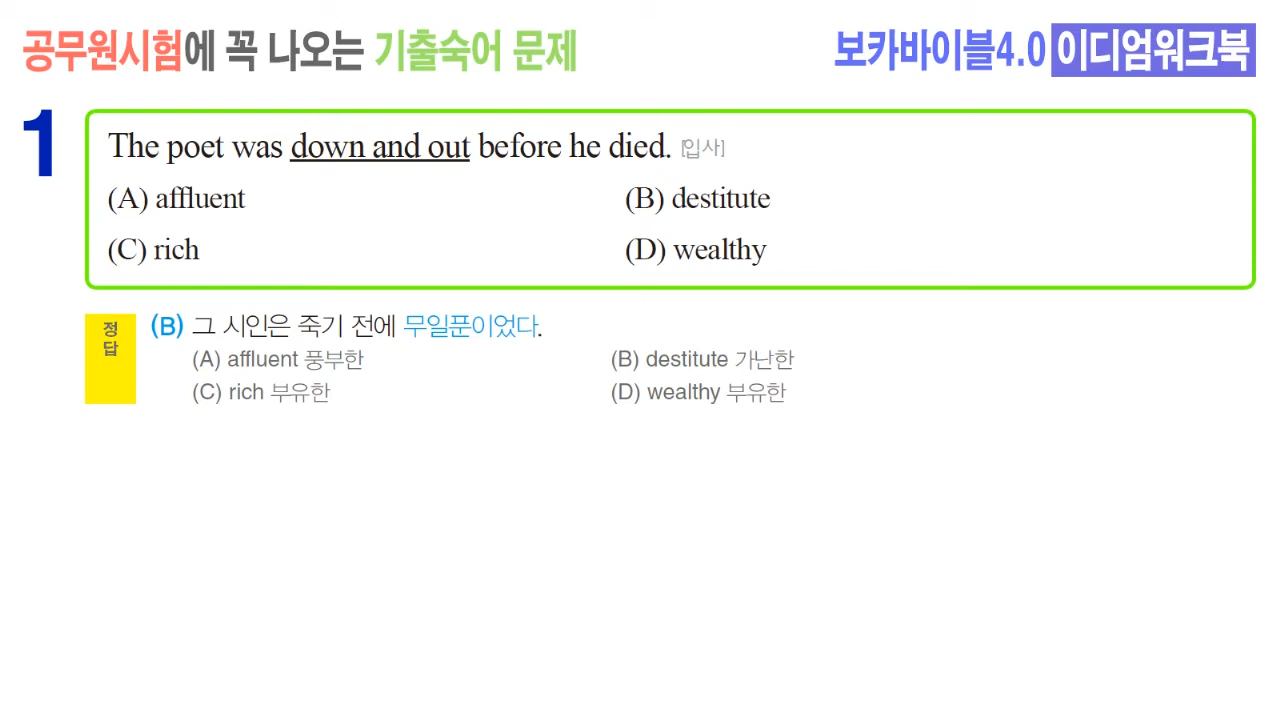 공무원시험에 꼭 나오는 기출숙어 문제
보카바이블4.0 이디엄워크북
1
The poet was down and out before he died. [입사]
(A) affluent (B) destitute
(C) rich (D) wealthy
정답
(B) 그 시인은 죽기 전에 무일푼이었다.
(A) affluent 풍부한 (B) destitute 가난한
(C) rich 부유한 (D) wealthy 부유한